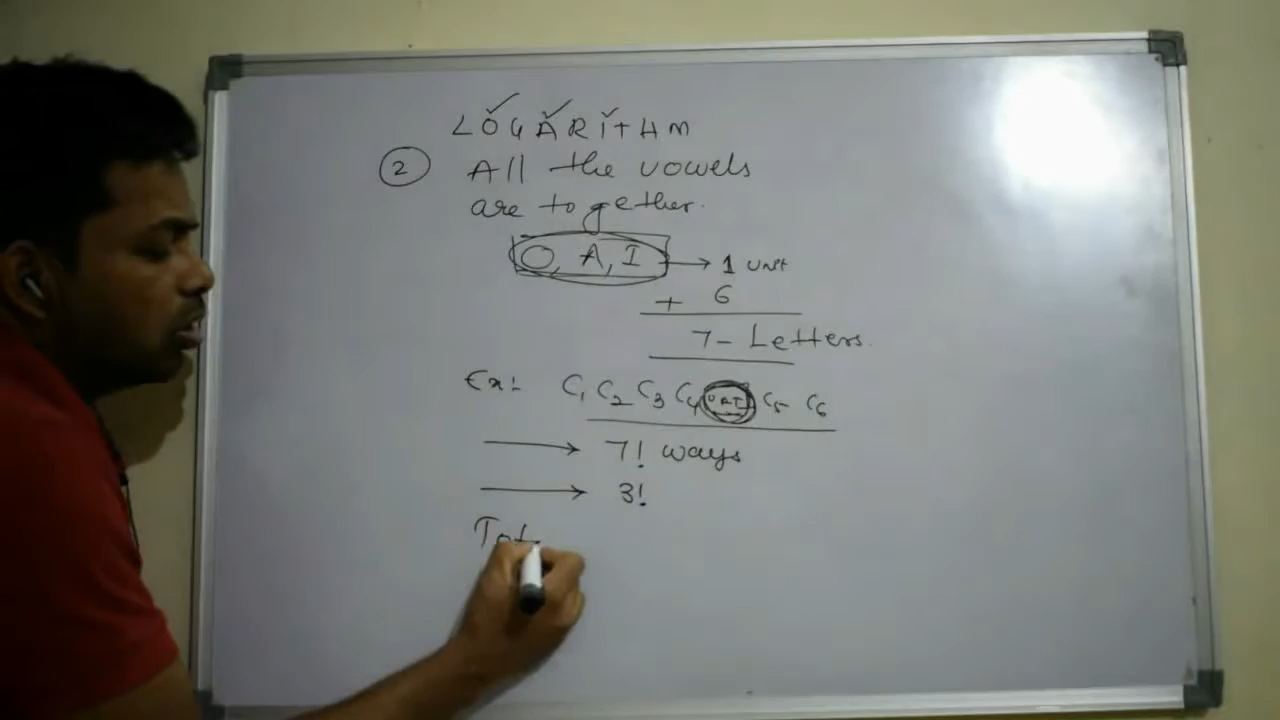 LOGARITHM
2 All the vowels
are together.
O, A, I → 1 unit
+ 6
7 - Letters.
Ex: C1 C2 C3 C4 C5 C6
→ 7! ways
→ 3!
Tot